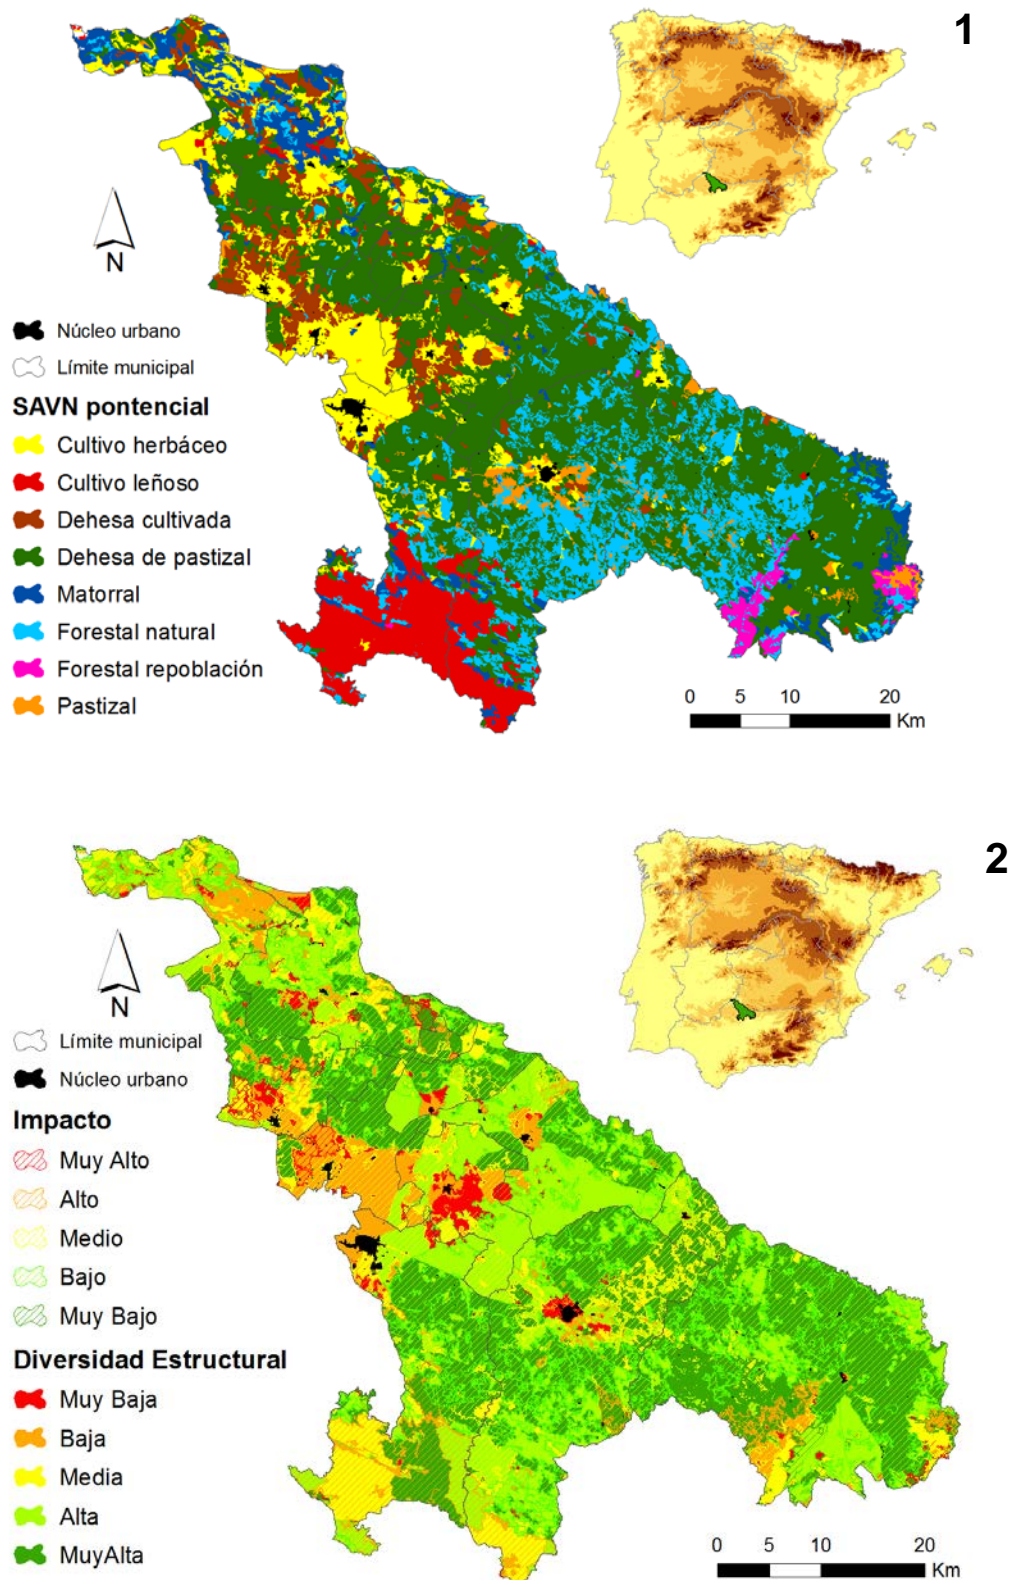 1
N
Núcleo urbano
Límite municipal
SAVN pontencial
Cultivo herbáceo
Cultivo leñoso
Dehesa cultivada
Dehesa de pastizal
Matorral
Forestal natural
Forestal repoblación
Pastizal
0 5 10 20
Km
2
N
Límite municipal
Núcleo urbano
Impacto
Muy Alto
Alto
Medio
Bajo
Muy Bajo
Diversidad Estructural
Muy Baja
Baja
Media
Alta
MuyAlta
0 5 10 20
Km